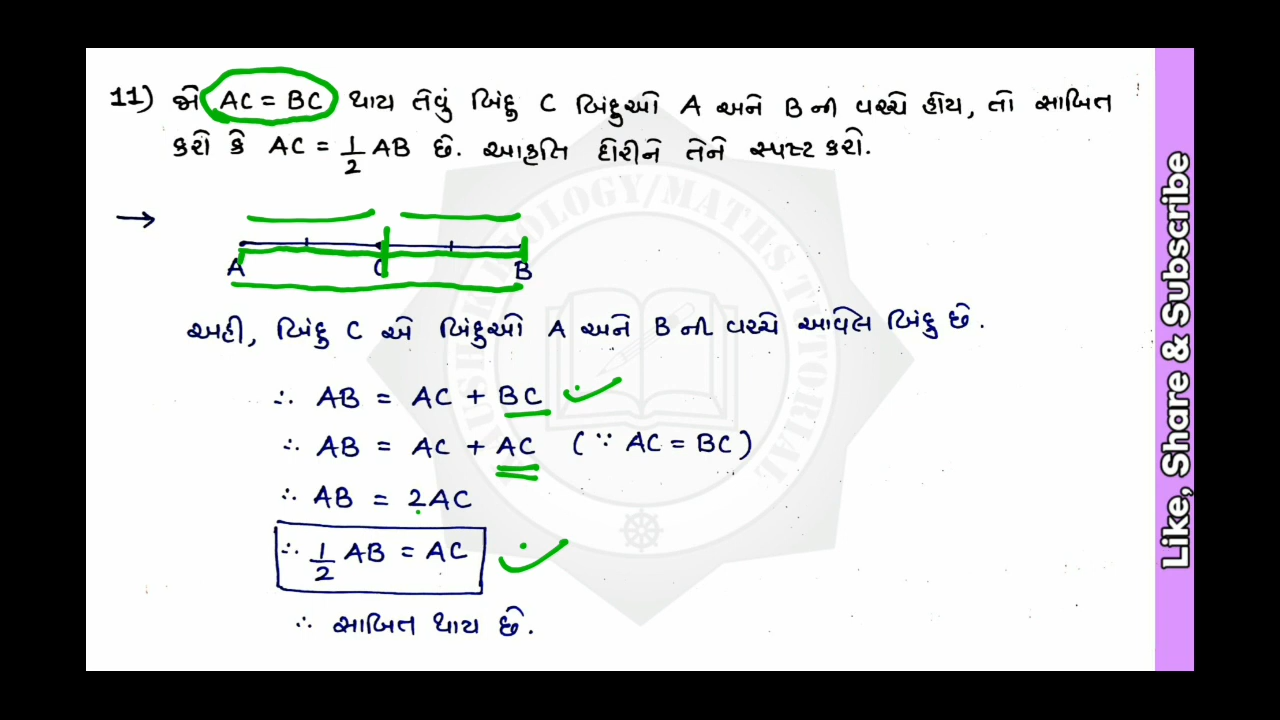 11) જો AC = BC થાય તેવું બિંદુ C બિંદુઓ A અને B ની વચ્ચે હોય, તો સાબિત
કરો કે AC = 1/2 AB છે. આકૃતિ દોરીને તેને સ્પષ્ટ કરો.
→
A C B
અહીં, બિંદુ C એ બિંદુઓ A અને B ની વચ્ચે આવેલ બિંદુ છે.
∴ AB = AC + BC
∴ AB = AC + AC (∵ AC = BC)
∴ AB = 2AC
∴ 1/2 AB = AC
∴ સાબિત થાય છે.
Like, Share & Subscribe